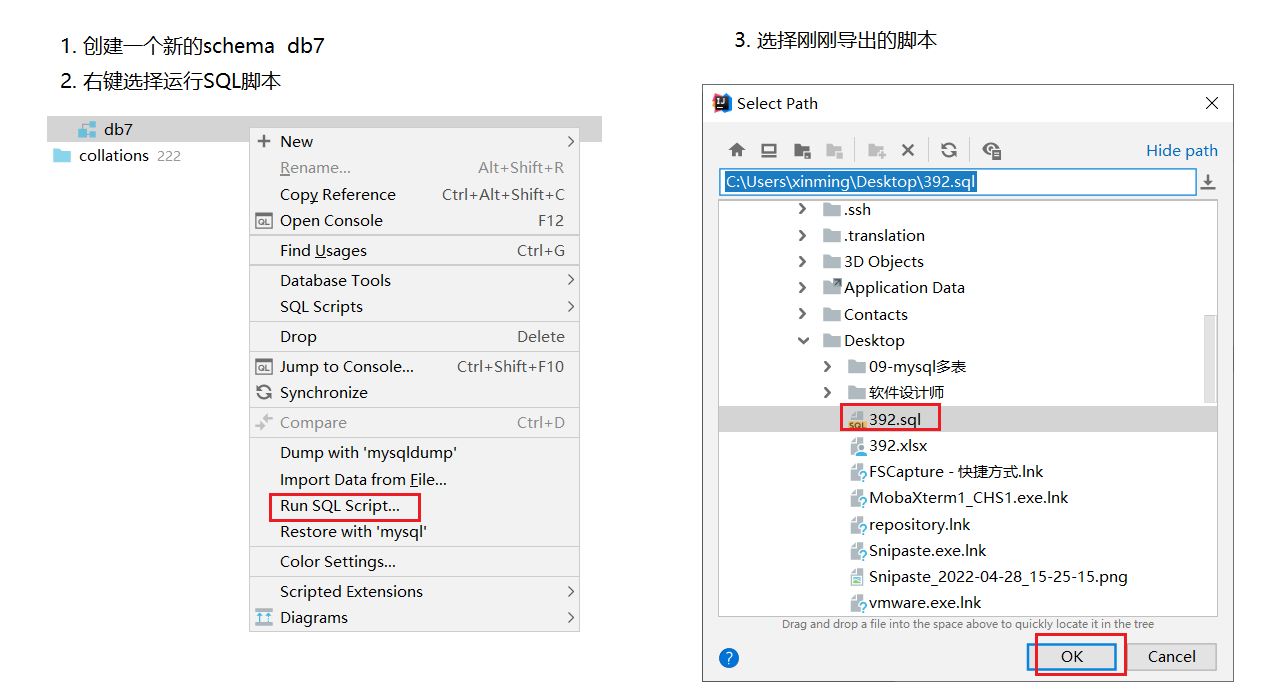 1. 创建一个新的schema db7
2. 右键选择运行SQL脚本
db7
collations 222
New
Rename... Alt+Shift+R
Copy Reference Ctrl+Alt+Shift+C
QL Open Console F12
Find Usages Ctrl+G
Database Tools
SQL Scripts
Drop Delete
QL Jump to Console... Ctrl+Shift+F10
Synchronize
Compare Ctrl+D
Dump with 'mysqldump'
Import Data from File...
Run SQL Script...
Restore with 'mysql'
Color Settings...
Scripted Extensions
Diagrams
3. 选择刚刚导出的脚本
Select Path
Hide path
C:\Users\xinming\Desktop\392.sql
.ssh
.translation
3D Objects
Application Data
Contacts
Desktop
09-mysql多表
软件设计师
SQL 392.sql
392.xlsx
FSCapture - 快捷方式.lnk
MobaXterm1_CHS1.exe.lnk
repository.lnk
Snipaste.exe.lnk
Snipaste_2022-04-28_15-25-15.png
vmware.exe.lnk
Drag and drop a file into the space above to quickly locate it in the tree
? OK Cancel